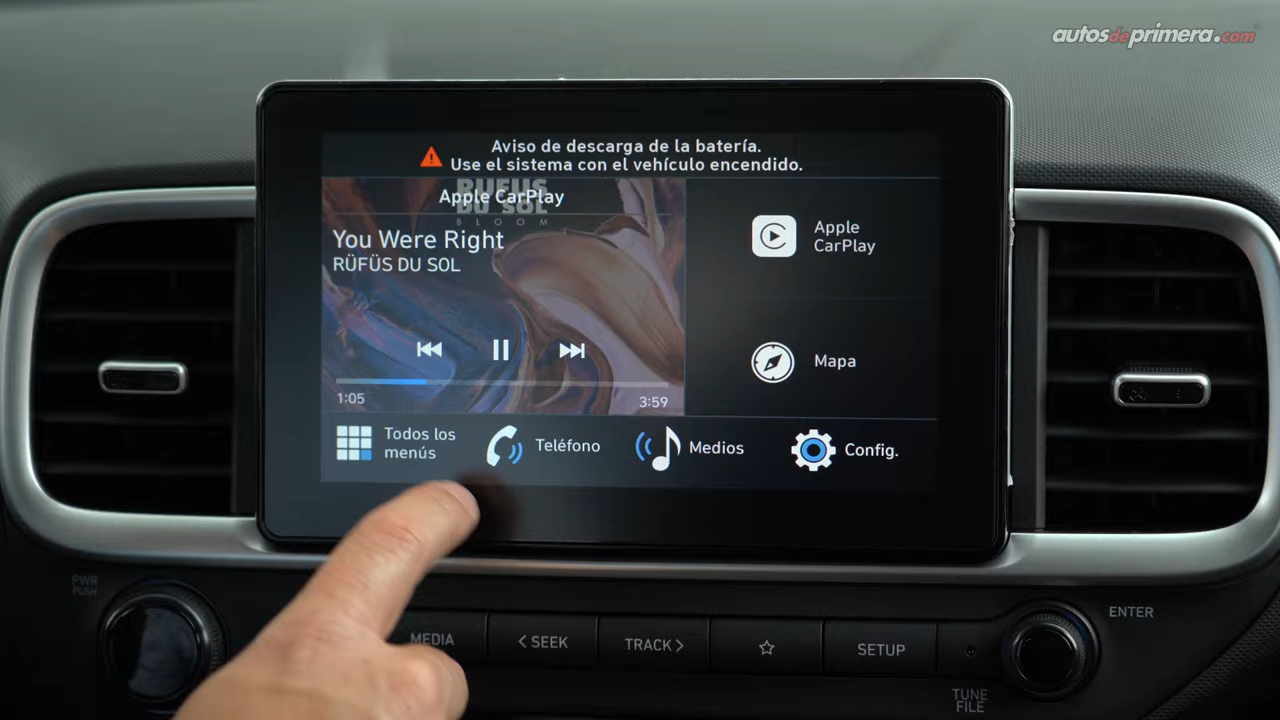 autosdeprimera.com
Aviso de descarga de la batería.
Use el sistema con el vehículo encendido.
RÜFÜS
DU SOL
BLOOM
Apple CarPlay
You Were Right
RÜFÜS DU SOL
1:05
3:59
Apple
CarPlay
Mapa
Todos los
menús
Teléfono
Medios
Config.
PWR
PUSH
MEDIA
< SEEK
TRACK >
SETUP
ENTER
TUNE
FILE